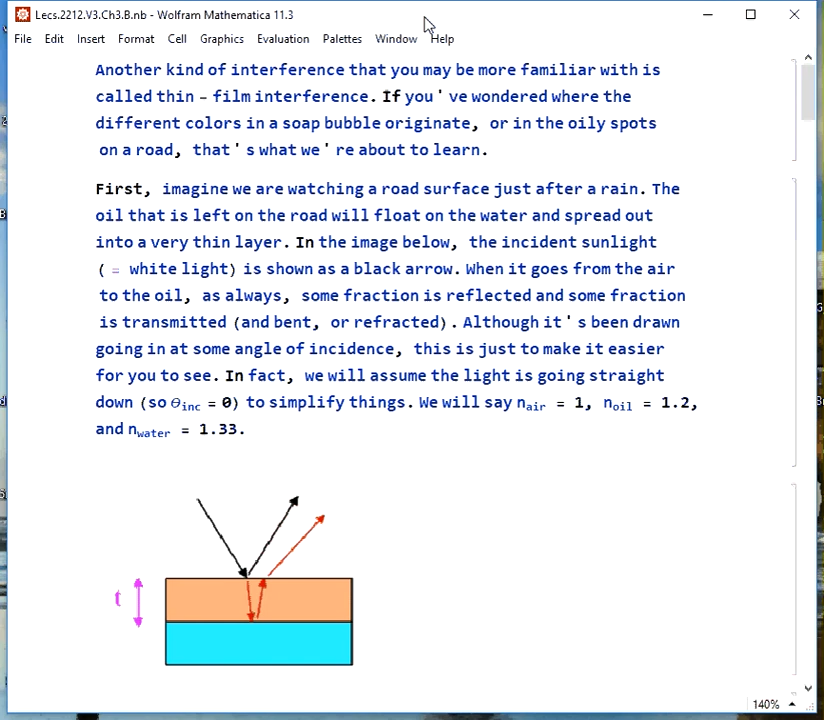 Lecs.2212.V3.Ch3.B.nb - Wolfram Mathematica 11.3
File Edit Insert Format Cell Graphics Evaluation Palettes Window Help
Another kind of interference that you may be more familiar with is
called thin – film interference. If you ' ve wondered where the
different colors in a soap bubble originate, or in the oily spots
on a road, that ' s what we ' re about to learn.
First, imagine we are watching a road surface just after a rain. The
oil that is left on the road will float on the water and spread out
into a very thin layer. In the image below, the incident sunlight
( = white light) is shown as a black arrow. When it goes from the air
to the oil, as always, some fraction is reflected and some fraction
is transmitted (and bent, or refracted). Although it ' s been drawn
going in at some angle of incidence, this is just to make it easier
for you to see. In fact, we will assume the light is going straight
down (so θinc = 0) to simplify things. We will say nair = 1, noil = 1.2,
and nwater = 1.33.
t
140%